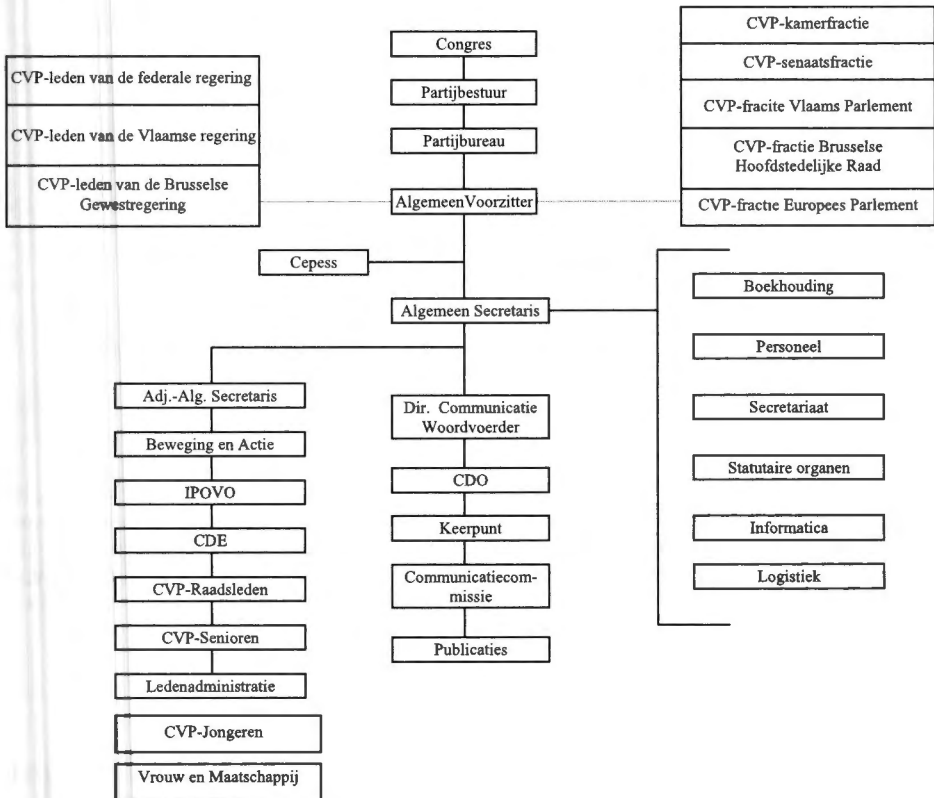 CVP-leden van de federale regering
CVP-leden van de Vlaamse regering
CVP-leden van de Brusselse
Gewestregering
Congres
Partijbestuur
Partijbureau
AlgemeenVoorzitter
CVP-kamerfractie
CVP-senaatsfractie
CVP-fracite Vlaams Parlement
CVP-fractie Brusselse
Hoofdstedelijke Raad
CVP-fractie Europees Parlement
Cepess
Algemeen Secretaris
Boekhouding
Personeel
Secretariaat
Statutaire organen
Informatica
Logistiek
Adj.-Alg. Secretaris
Beweging en Actie
IPOVO
CDE
CVP-Raadsleden
CVP-Senioren
Ledenadministratie
CVP-Jongeren
Vrouw en Maatschappij
Dir. Communicatie
Woordvoerder
CDO
Keerpunt
Communicatiecom-
missie
Publicaties